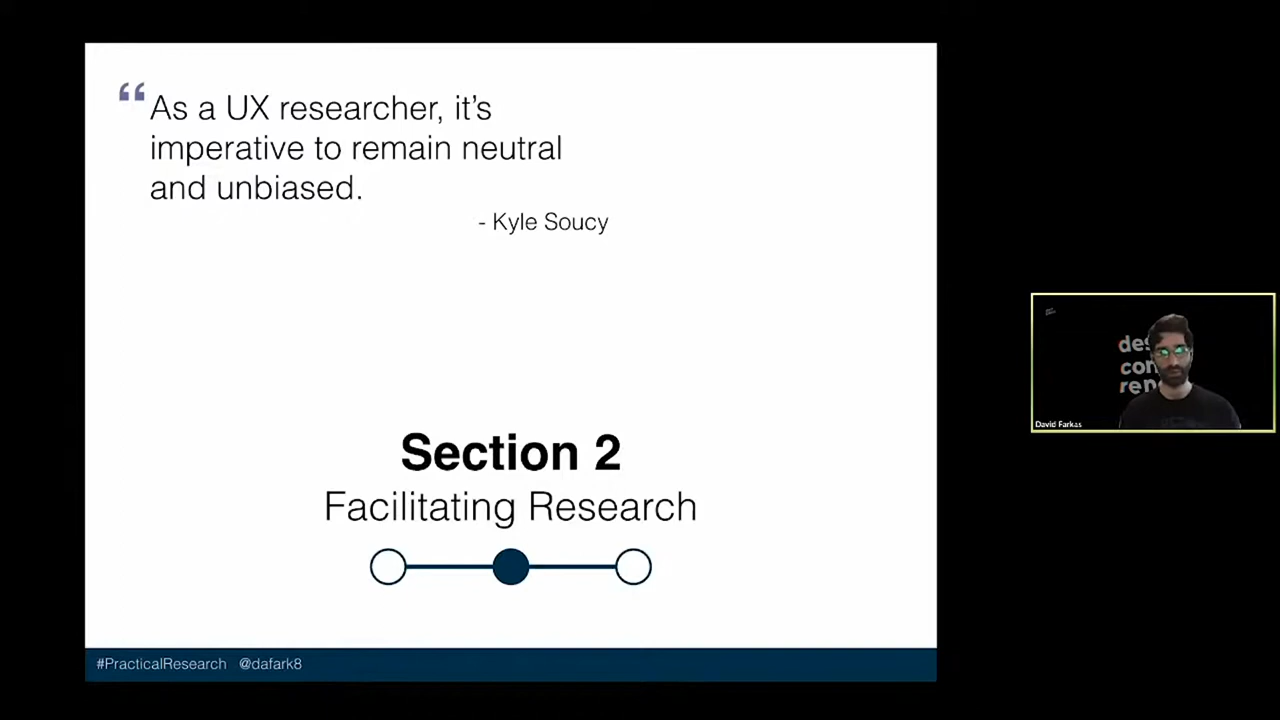 “
As a UX researcher, it’s
imperative to remain neutral
and unbiased.
- Kyle Soucy
Section 2
Facilitating Research
#PracticalResearch @dafark8
des
con
ren
David Farkas